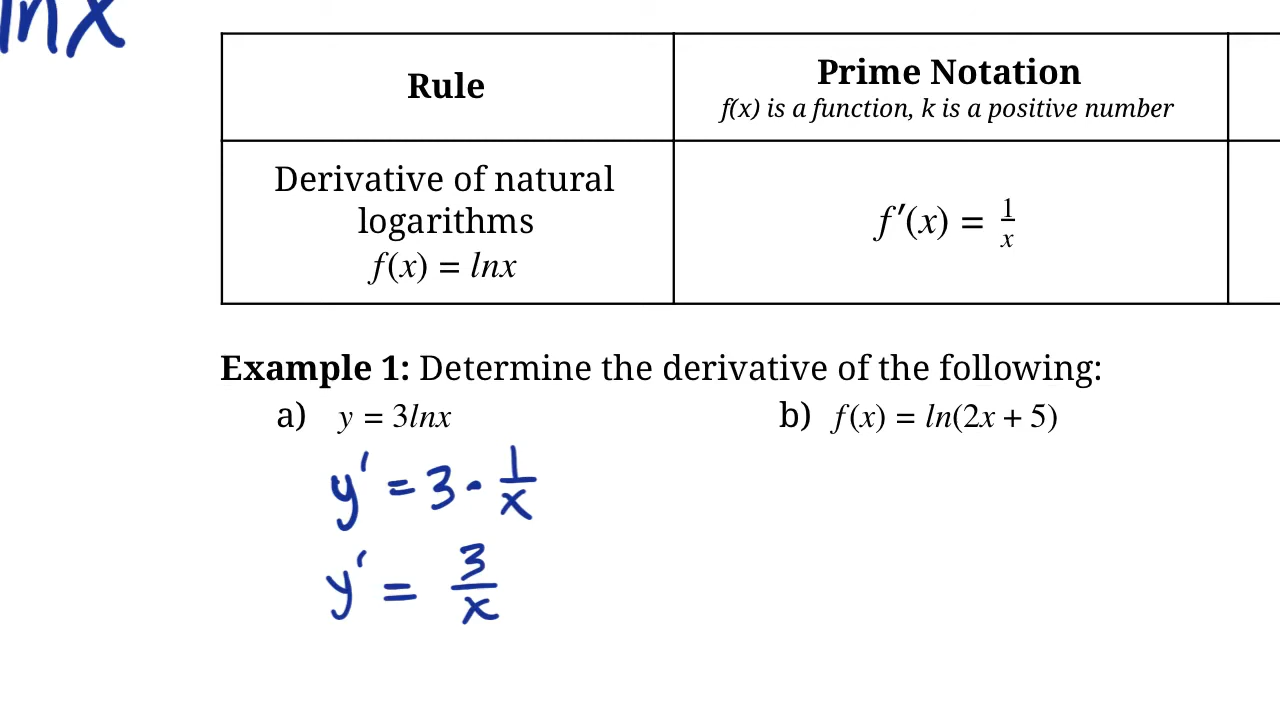 lnx
Rule
Prime Notation
f(x) is a function, k is a positive number
Derivative of natural
logarithms
f(x) = lnx
f′(x) = 1/x
Example 1: Determine the derivative of the following:
a) y = 3lnx
b) f(x) = ln(2x + 5)
y' = 3 · 1/x
y' = 3/x